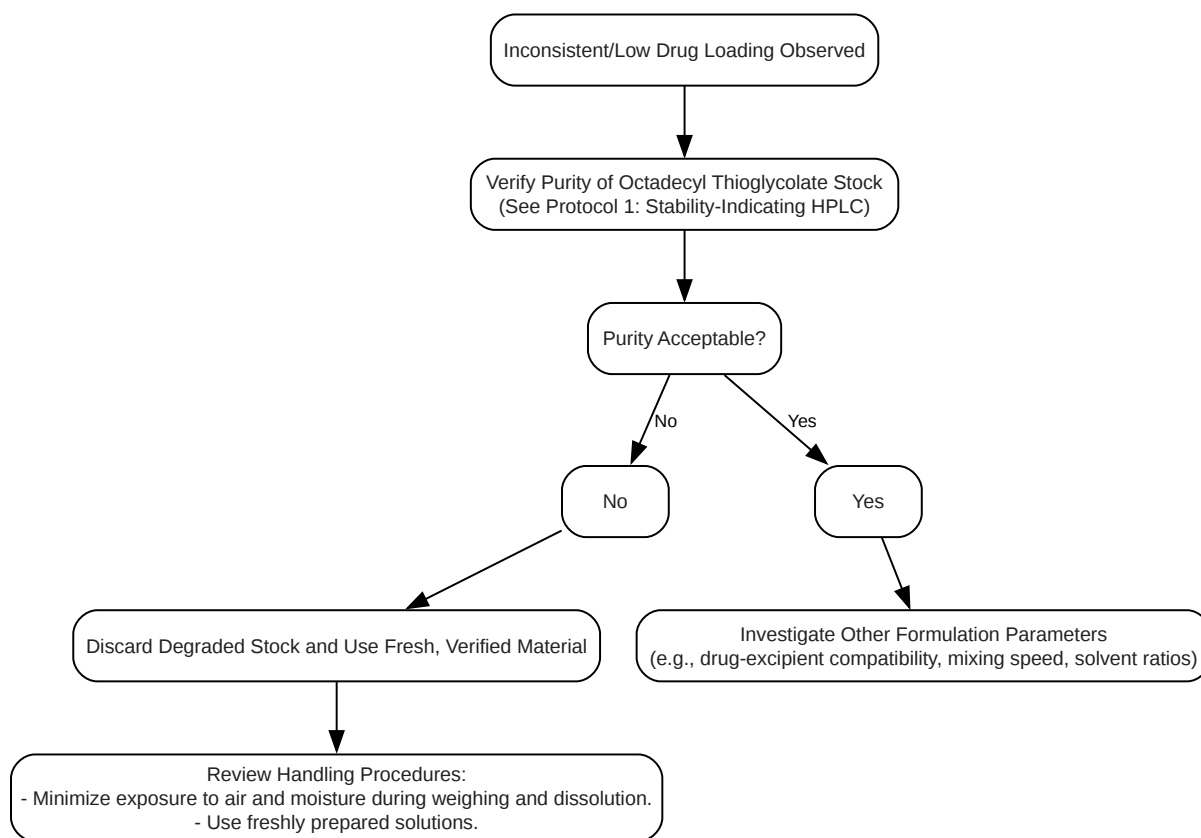 Inconsistent/Low Drug Loading Observed
Verify Purity of Octadecyl Thioglycolate Stock
(See Protocol 1: Stability-Indicating HPLC)
Purity Acceptable?
No
Yes
No
Yes
Discard Degraded Stock and Use Fresh, Verified Material
Investigate Other Formulation Parameters
(e.g., drug-excipient compatibility, mixing speed, solvent ratios)
Review Handling Procedures:
- Minimize exposure to air and moisture during weighing and dissolution.
- Use freshly prepared solutions.